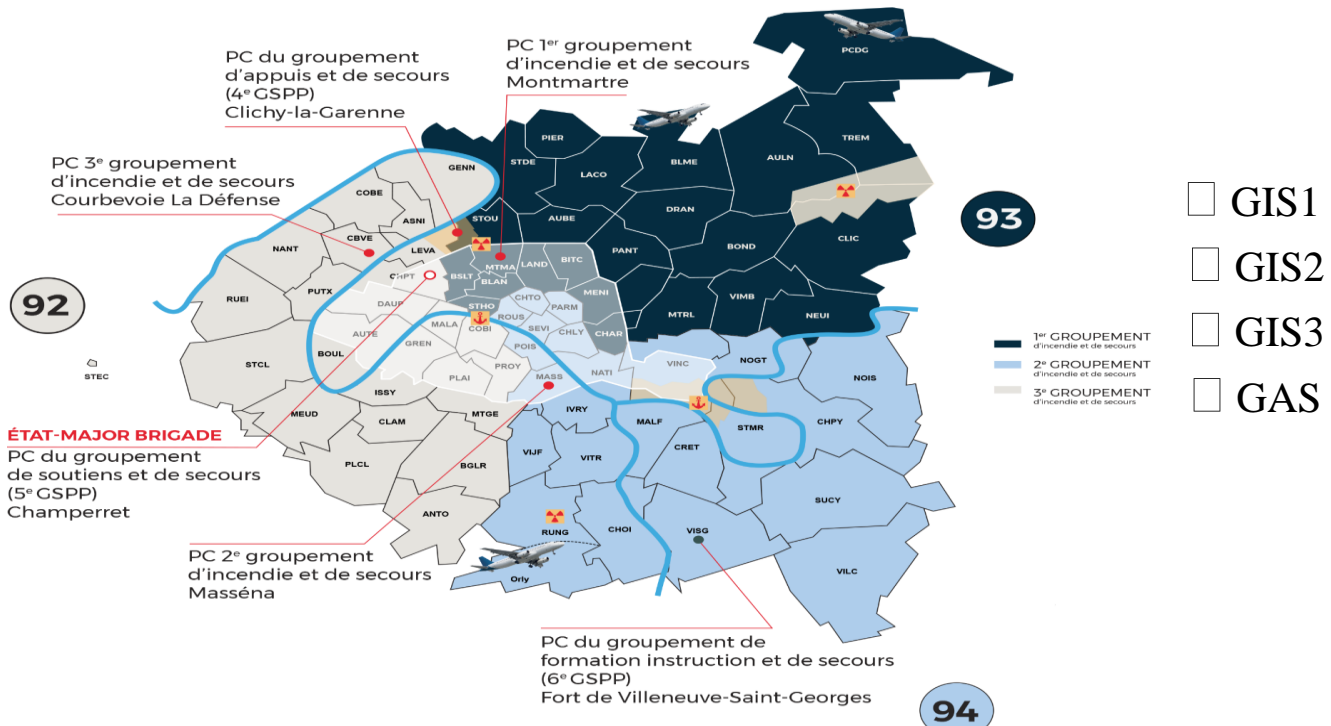 PCDG
PC du groupement
d'appuis et de secours
(4e GSPP)
Clichy-la-Garenne
PC 1er groupement
d'incendie et de secours
Montmartre
PC 3e groupement
d'incendie et de secours
Courbevoie La Défense
PIER
STDE
LACO
BLME
AULN
TREM
GENN
COBE
ASNI
STOU
AUBE
DRAN
CLIC
93
NANT
CBVE
LEVA
MTMA
LAND
BITC
PANT
BOND
BSLT
BLAN
92
RUEI
PUTX
MENI
VIMB
DAUP
STHO
CHTO
PARM
ROUS
MTRL
NEUI
MALA
COBI
SEVI
CHLY
CHAR
AUTE
GREN
POIS
STCL
BOUL
STEC
PROY
PLAI
MASS
NATI
VINC
NOGT
NOIS
ISSY
MEUD
CLAM
MTGE
IVRY
MALF
STMR
CHPY
PLCL
BGLR
VIJF
VITR
CRET
SUCY
ANTO
RUNG
CHOI
VISG
Orly
VILC
1er GROUPEMENT
d'incendie et de secours
2e GROUPEMENT
d'incendie et de secours
3e GROUPEMENT
d'incendie et de secours
ÉTAT-MAJOR BRIGADE
PC du groupement
de soutiens et de secours
(5e GSPP)
Champerret
PC 2e groupement
d'incendie et de secours
Masséna
PC du groupement de
formation instruction et de secours
(6e GSPP)
Fort de Villeneuve-Saint-Georges
94
☐ GIS1
☐ GIS2
☐ GIS3
☐ GAS